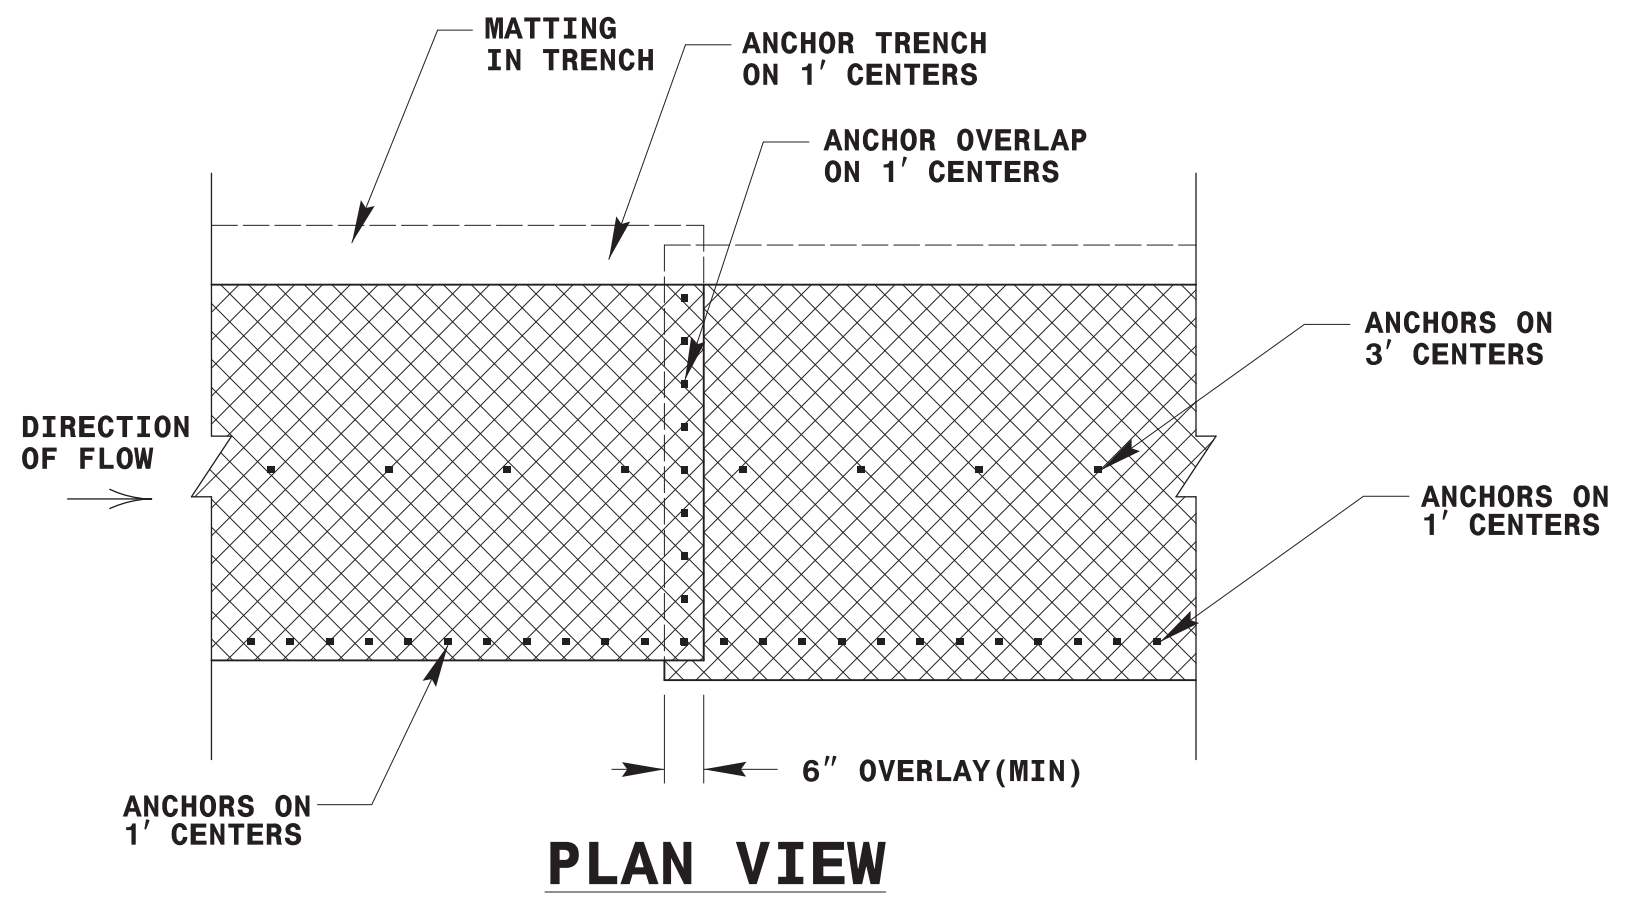 MATTING
IN TRENCH
ANCHOR TRENCH
ON 1' CENTERS
ANCHOR OVERLAP
ON 1' CENTERS
ANCHORS ON
3' CENTERS
DIRECTION
OF FLOW
ANCHORS ON
1' CENTERS
6" OVERLAY(MIN)
ANCHORS ON
1' CENTERS
PLAN VIEW